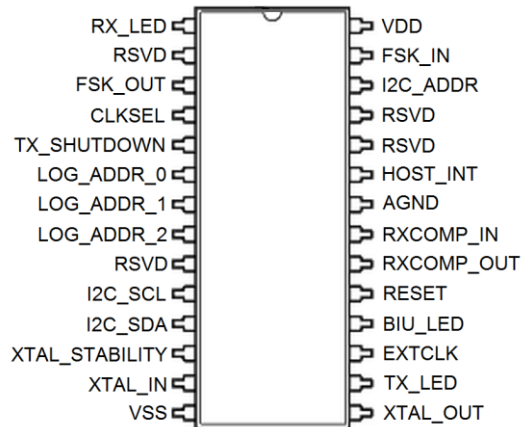 RX_LED VDD
RSVD FSK_IN
FSK_OUT I2C_ADDR
CLKSEL RSVD
TX_SHUTDOWN RSVD
LOG_ADDR_0 HOST_INT
LOG_ADDR_1 AGND
LOG_ADDR_2 RXCOMP_IN
RSVD RXCOMP_OUT
I2C_SCL RESET
I2C_SDA BIU_LED
XTAL_STABILITY EXTCLK
XTAL_IN TX_LED
VSS XTAL_OUT